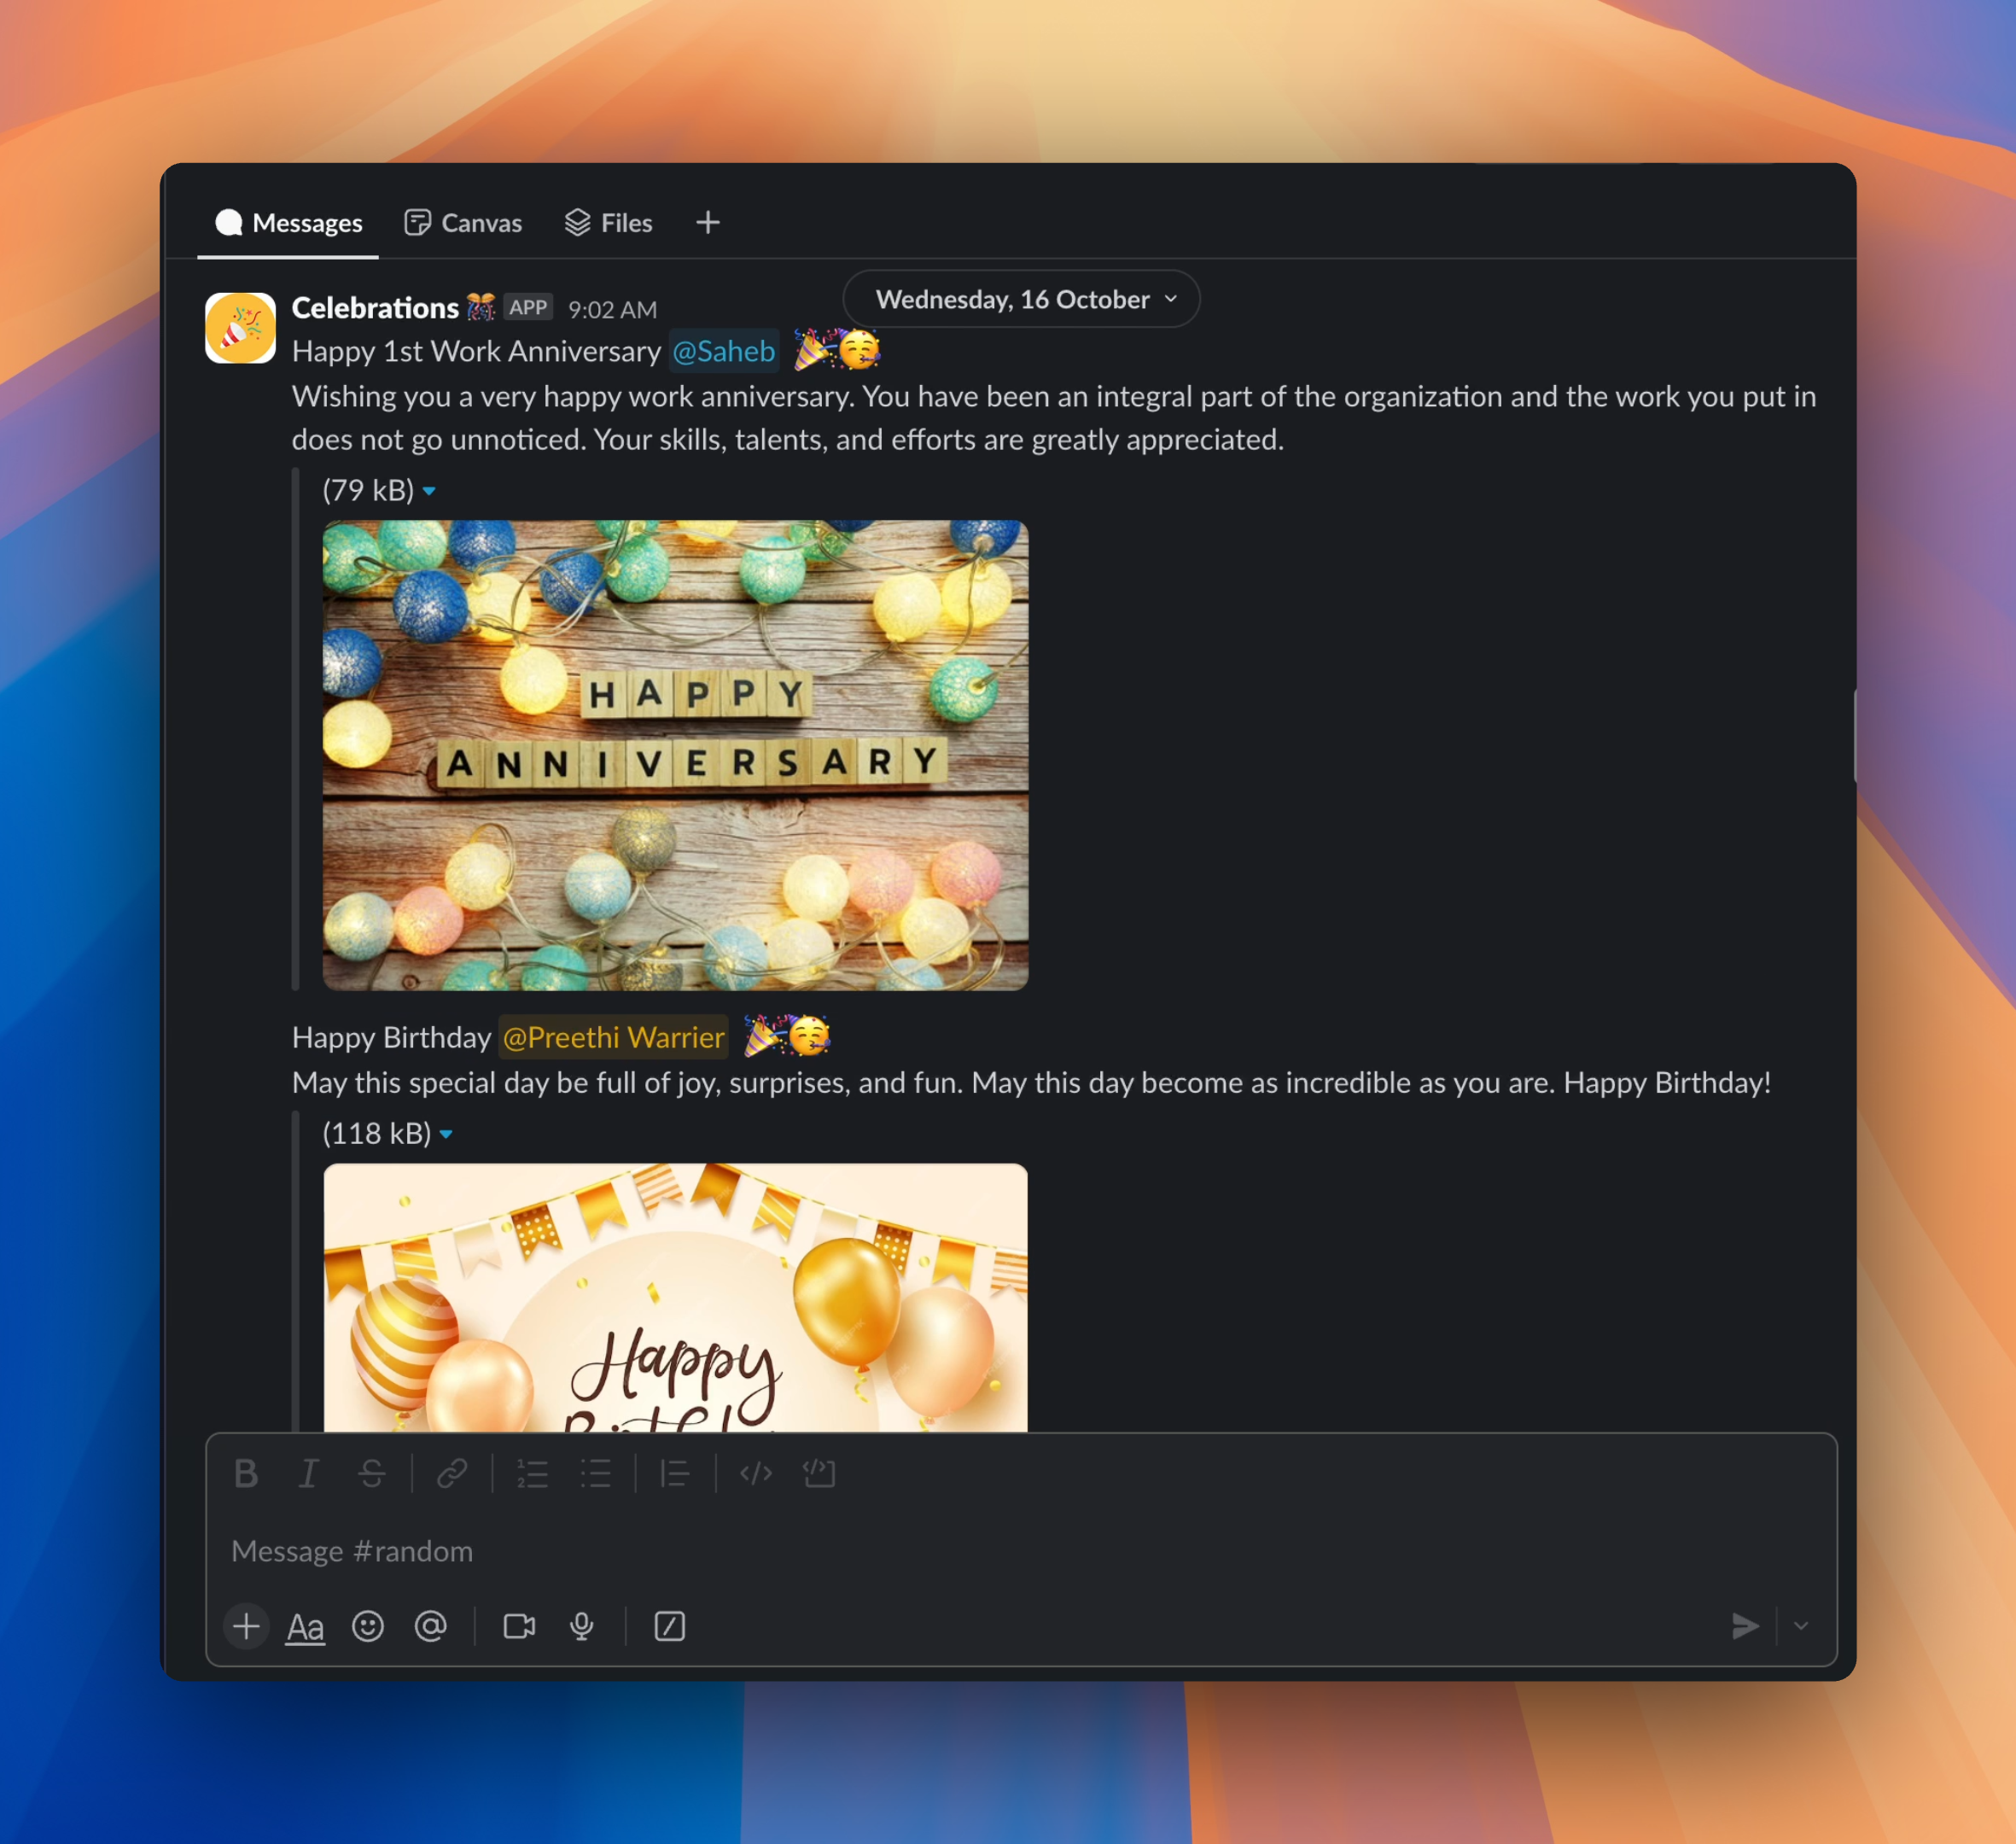 Messages Canvas Files
Wednesday, 16 October
Celebrations APP 9:02 AM
Happy 1st Work Anniversary @Saheb
Wishing you a very happy work anniversary. You have been an integral part of the organization and the work you put in
does not go unnoticed. Your skills, talents, and efforts are greatly appreciated.
(79 kB)
HAPPY
ANNIVERSARY
Happy Birthday @Preethi Warrier
May this special day be full of joy, surprises, and fun. May this day become as incredible as you are. Happy Birthday!
(118 kB)
Happy
B I S
Message #random
Aa